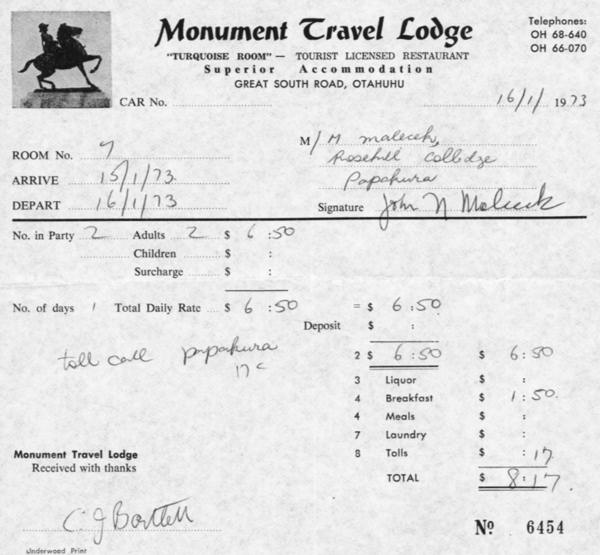 Monument Travel Lodge
"TURQUOISE ROOM" — TOURIST LICENSED RESTAURANT
Superior Accommodation
GREAT SOUTH ROAD, OTAHUHU
Telephones:
OH 68-640
OH 66-070
CAR No.
16/1/ 1973
ROOM No. 7
ARRIVE 15/1/73
DEPART 16/1/73
M/ M malecek,
Rosehill Colledge
Papakura
Signature John N Maleeck
No. in Party 2 Adults 2 $ 6:50
Children $ :
Surcharge $ :
No. of days 1 Total Daily Rate $ 6:50 = $ 6:50
Deposit $ :
2 $ 6:50 $ 6:50
toll call papakura
17c
3 Liquor $ :
4 Breakfast $ 1:50.
4 Meals $ :
7 Laundry $ :
8 Tolls $ :17
TOTAL $ 8:17
Monument Travel Lodge
Received with thanks
C J Bartlett
Nº 6454
Underwood Print